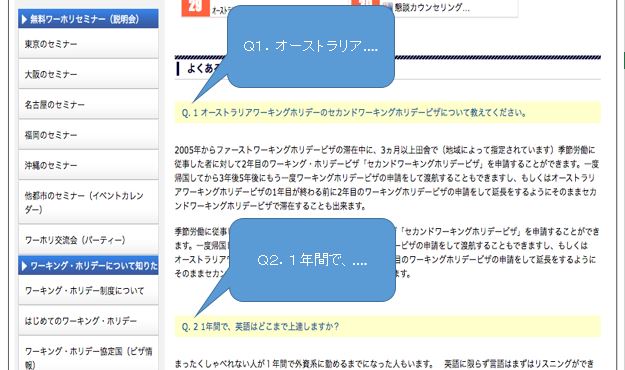 無料ワーホリセミナー（説明会）
東京のセミナー
大阪のセミナー
名古屋のセミナー
福岡のセミナー
沖縄のセミナー
他都市のセミナー（イベントカレンダー）
ワーホリ交流会（パーティー）
ワーキング・ホリデーについて知りた
ワーキング・ホリデー制度について
はじめてのワーキング・ホリデー
ワーキング・ホリデー協定国（ビザ情報）
29
懇談カウンセリング...
よくある
Q１．オーストラリア....
Q. 1 オーストラリアワーキングホリデーのセカンドワーキングホリデービザについて教えてください。
2005年からファーストワーキングホリデービザの滞在中に、3ヵ月以上田舎で（地域によって指定されています）季節労働に
従事した者に対して2年目のワーキング・ホリデービザ「セカンドワーキングホリデービザ」を申請することができます。一度
帰国してから3年後5年後にもう一度ワーキングホリデービザの申請をして渡航することもできますし、もしくはオーストラリ
アワーキングホリデービザの1年目が終わる前に2年目のワーキングホリデービザの申請をして延長をするようにそのままセカ
ンドワーキングホリデービザで滞在することも出来ます。
季節労働に従事し
「セカンドワーキングホリデービザ」を申請することができ
ます。一度帰国し
ビザの申請をして渡航することもできますし、もしくは
オーストラリアワ
目のワーキングホリデービザの申請をして延長をするように
そのままセカン
ます。
Q２．１年間で、....
Q. 2 1年間で、英語はどこまで上達しますか？
まったくしゃべれない人が１年間で外資系に勤めるまでになった人もいます。 英語に限らず言語はまずはリスニングができ